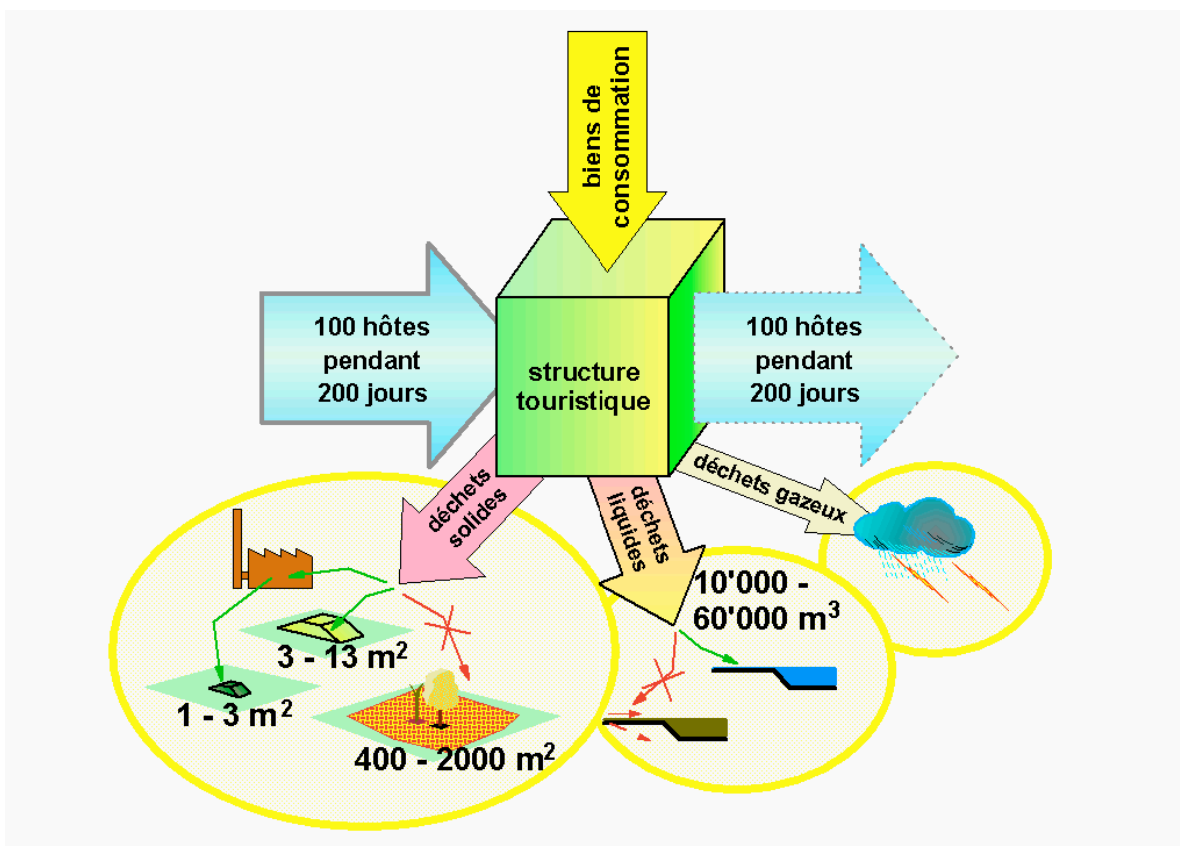 biens de
consommation
100 hôtes
pendant
200 jours
structure
touristique
100 hôtes
pendant
200 jours
déchets
solides
déchets
liquides
déchets gazeux
10'000 -
60'000 m³
3 - 13 m²
1 - 3 m²
400 - 2000 m²